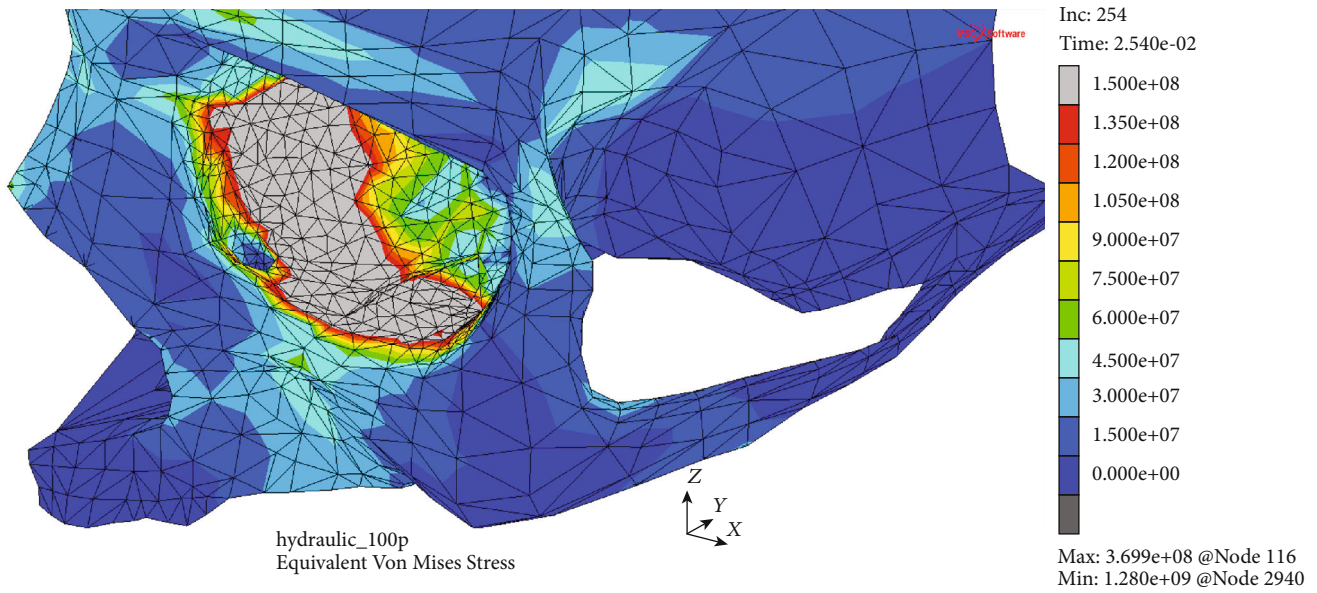 Inc: 254
Time: 2.540e-02
Software
1.500e+08
1.350e+08
1.200e+08
1.050e+08
9.000e+07
7.500e+07
6.000e+07
4.500e+07
3.000e+07
1.500e+07
0.000e+00
Z
Y
X
hydraulic_100p
Equivalent Von Mises Stress
Max: 3.699e+08 @Node 116
Min: 1.280e+09 @Node 2940